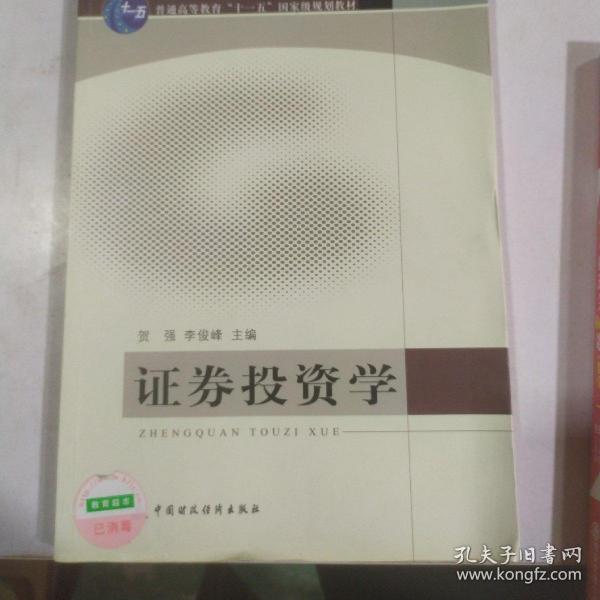 十一五 普通高等教育“十一五”国家级规划教材
贺 强 李俊峰 主编
证券投资学
ZHENGQUAN TOUZI XUE
教育超市
已消毒
中国财政经济出版社
孔夫子旧书网
www.kongfz.com